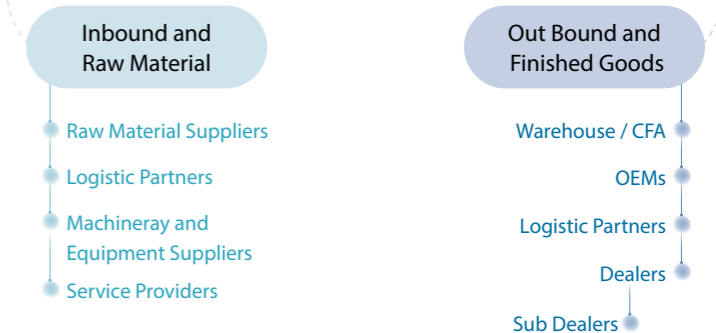 Inbound and
Raw Material
Raw Material Suppliers
Logistic Partners
Machineray and
Equipment Suppliers
Service Providers
Out Bound and
Finished Goods
Warehouse / CFA
OEMs
Logistic Partners
Dealers
Sub Dealers